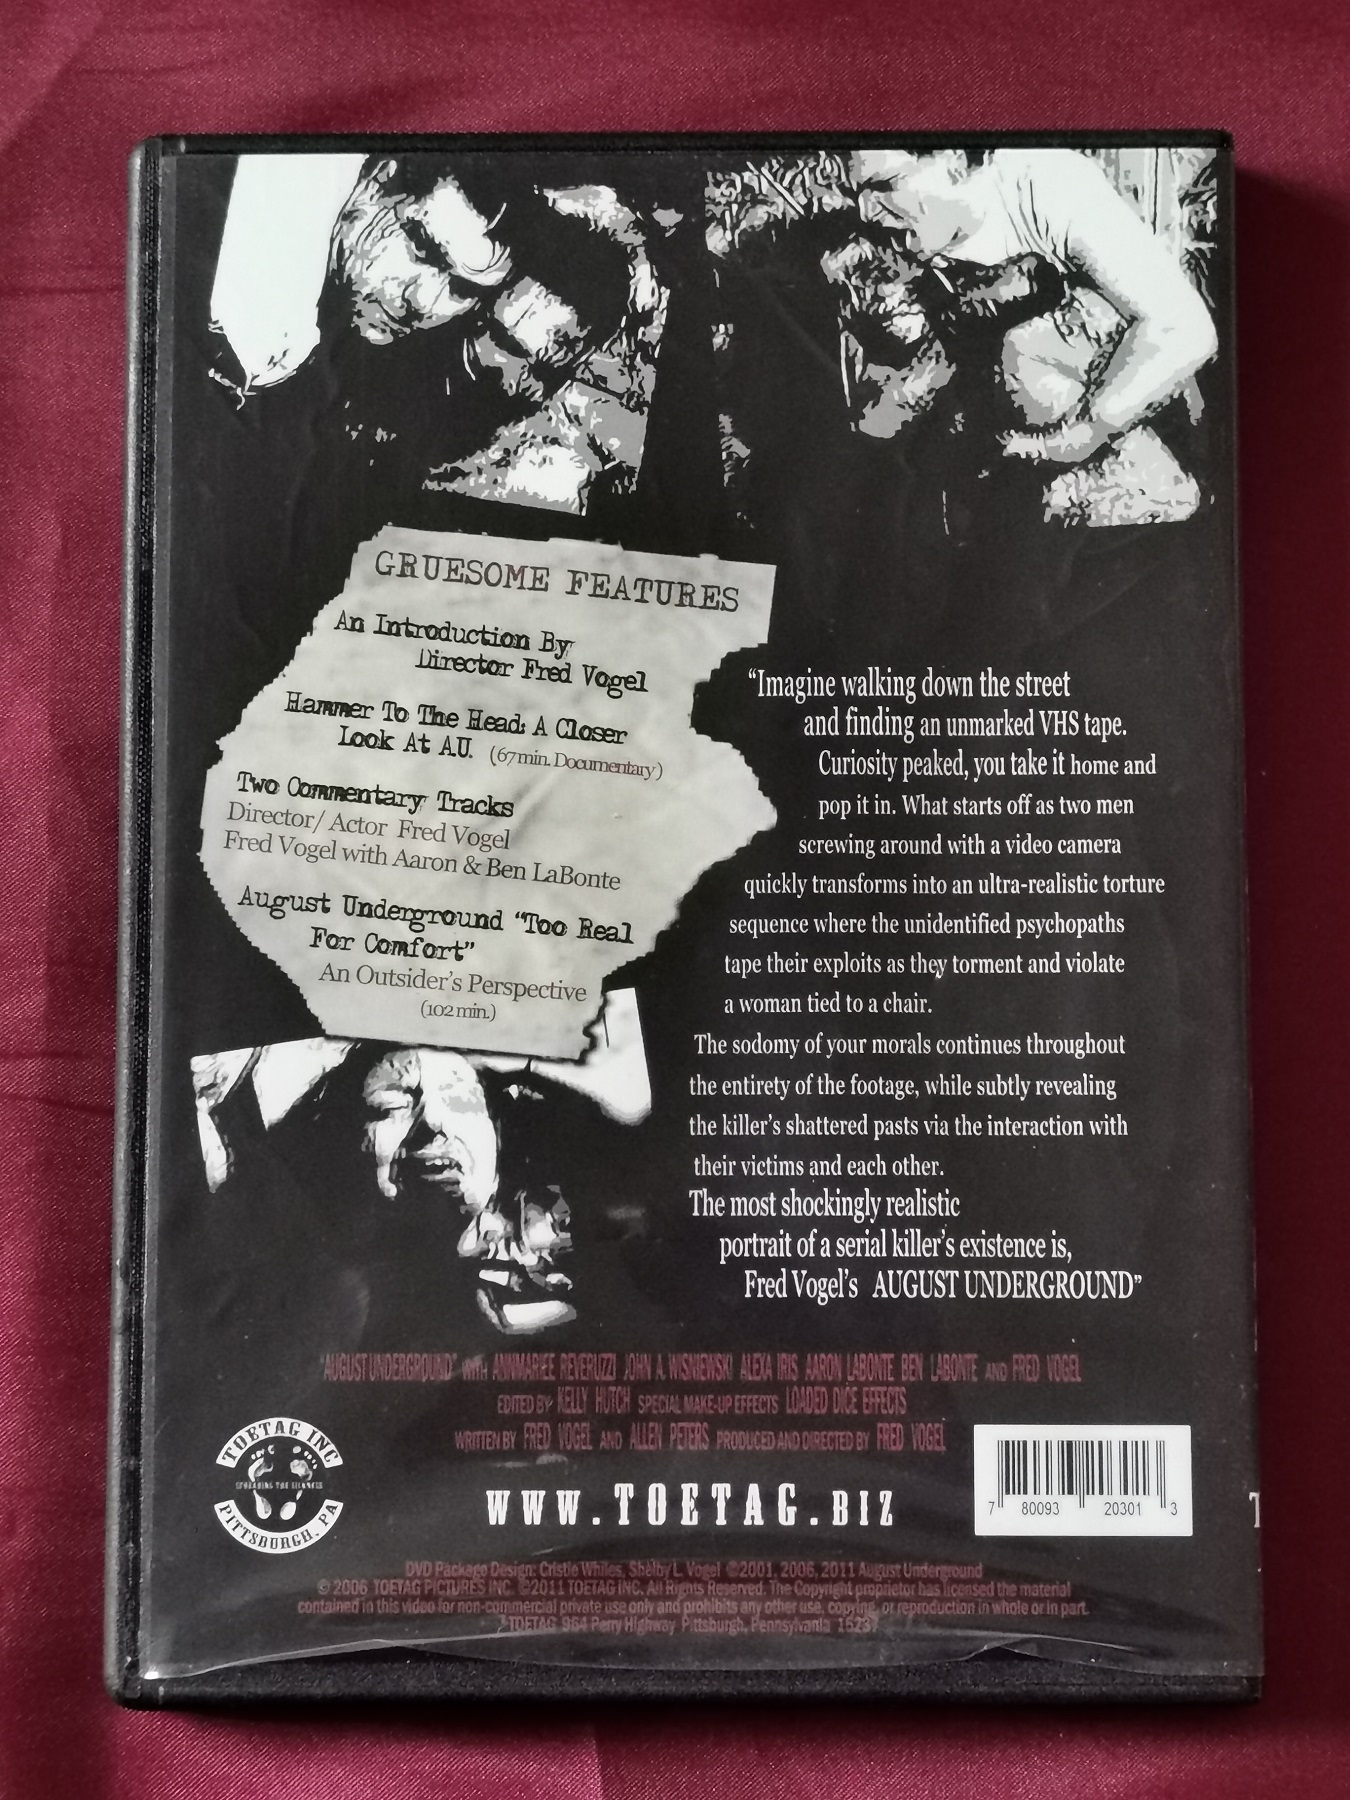 GRUESOME FEATURES
An Introduction By
Director Fred Vogel
Hammer To The Head: A Closer
Look At A.U. (67 min. Documentary)
Two Commentary Tracks
Director/ Actor Fred Vogel
Fred Vogel with Aaron & Ben LaBonte
August Underground "Too Real
For Comfort"
An Outsider's Perspective
(102 min.)
"Imagine walking down the street
and finding an unmarked VHS tape.
Curiosity peaked, you take it home and
pop it in. What starts off as two men
screwing around with a video camera
quickly transforms into an ultra-realistic torture
sequence where the unidentified psychopaths
tape their exploits as they torment and violate
a woman tied to a chair.
The sodomy of your morals continues throughout
the entirety of the footage, while subtly revealing
the killer's shattered pasts via the interaction with
their victims and each other.
The most shockingly realistic
portrait of a serial killer's existence is,
Fred Vogel's AUGUST UNDERGROUND"
"AUGUST UNDERGROUND" WITH ANNMARIEE REVERUZZI JOHN A. WISNIEWSKI ALEXA IRIS AARON LABONTE BEN LABONTE AND FRED VOGEL
EDITED BY KELLY HUTCH SPECIAL MAKE-UP EFFECTS LOADED DICE EFFECTS
WRITTEN BY FRED VOGEL AND ALLEN PETERS PRODUCED AND DIRECTED BY FRED VOGEL
TOETAG INC
SPREADING THE SICKNESS
PITTSBURGH, PA
WWW.TOETAG.BIZ
7 80093 20301 3
DVD Package Design: Cristie Whiles, Shelby L. Vogel ©2001, 2006, 2011 August Underground
© 2006 TOETAG PICTURES INC. ©2011 TOETAG INC. All Rights Reserved. The Copyright proprietor has licensed the material
contained in this video for non-commercial private use only and prohibits any other use, copying, or reproduction in whole or in part.
TOETAG 964 Perry Highway Pittsburgh, Pennsylvania 15237